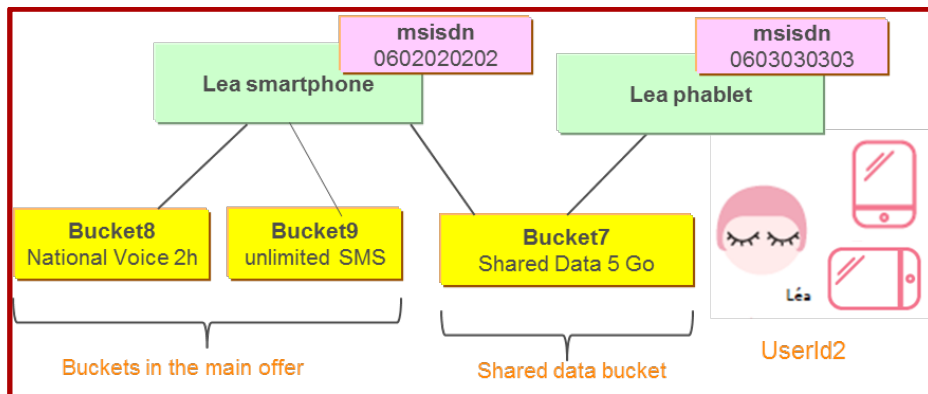 msisdn
0602020202
Lea smartphone
msisdn
0603030303
Lea phablet
Bucket8
National Voice 2h
Bucket9
unlimited SMS
Bucket7
Shared Data 5 Go
Léa
Buckets in the main offer
Shared data bucket
UserId2